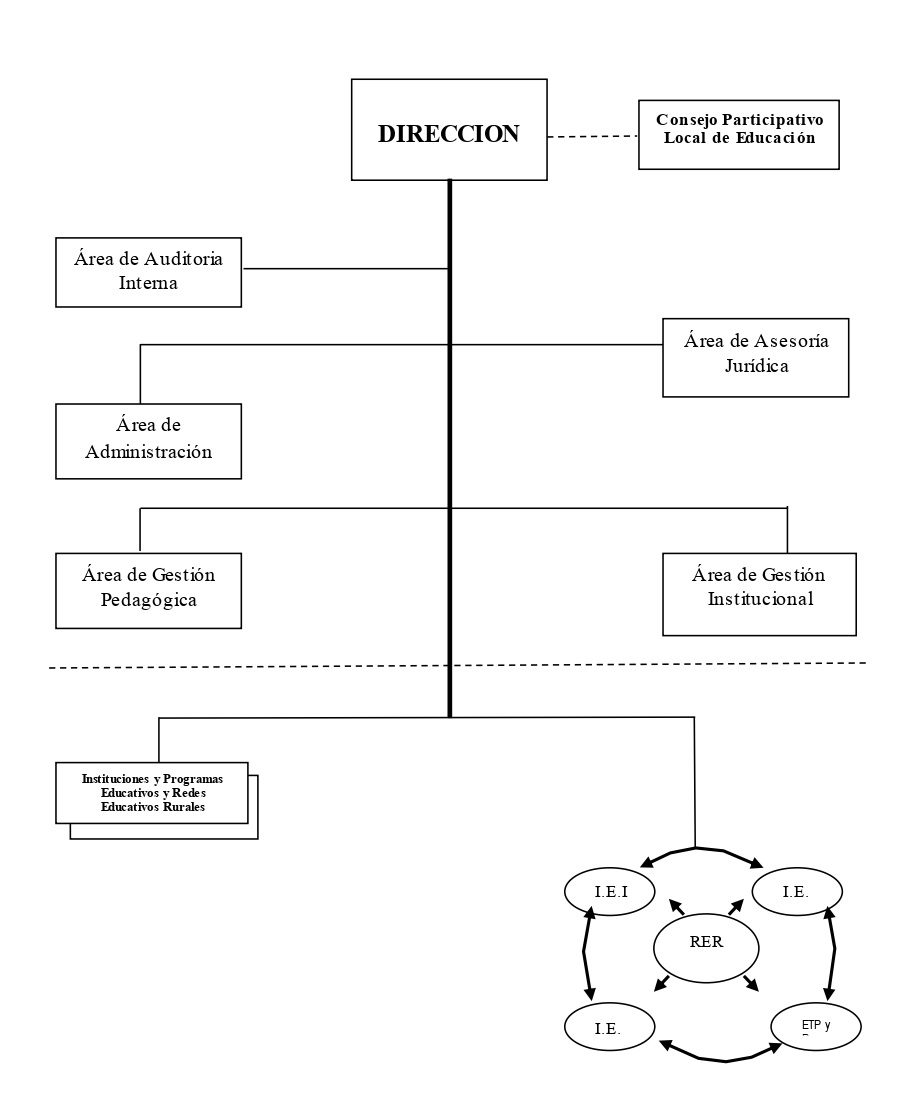 DIRECCION
Consejo Participativo
Local de Educación
Área de Auditoria
Interna
Área de Asesoría
Jurídica
Área de
Administración
Área de Gestión
Pedagógica
Área de Gestión
Institucional
Instituciones y Programas
Educativos y Redes
Educativos Rurales
I.E.I
I.E.
RER
I.E.
ETP y